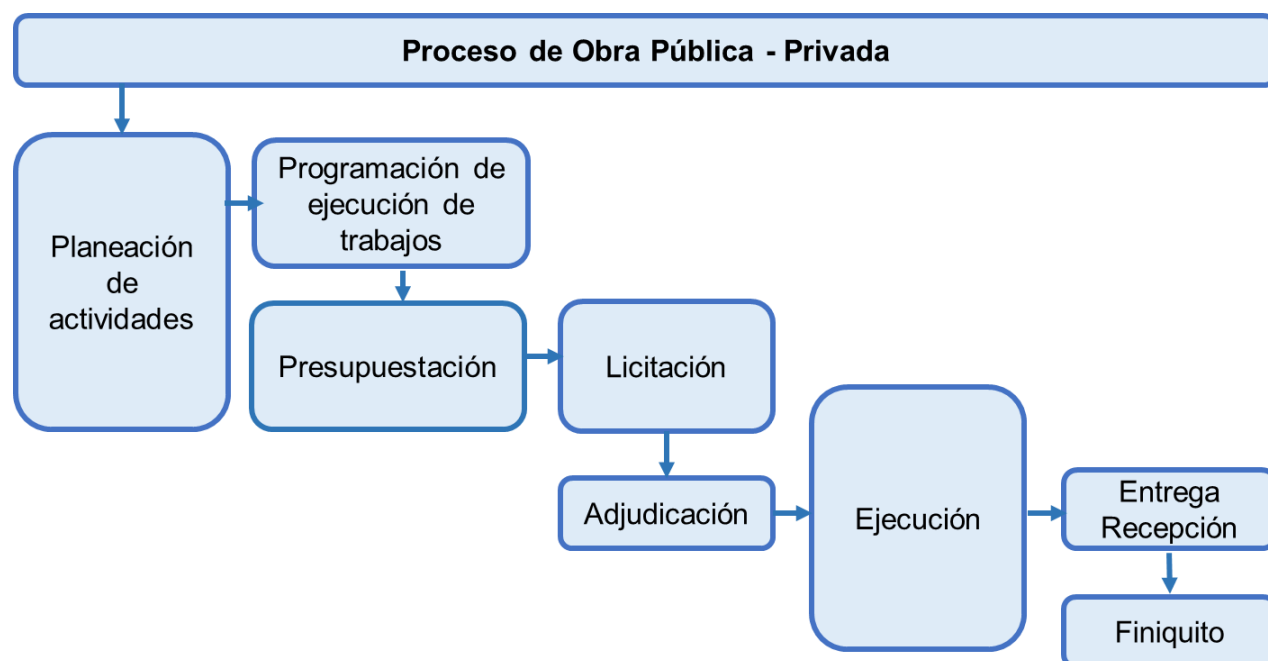 Proceso de Obra Pública - Privada
Planeación
de
actividades
Programación de
ejecución de
trabajos
Presupuestación
Licitación
Adjudicación
Ejecución
Entrega
Recepción
Finiquito